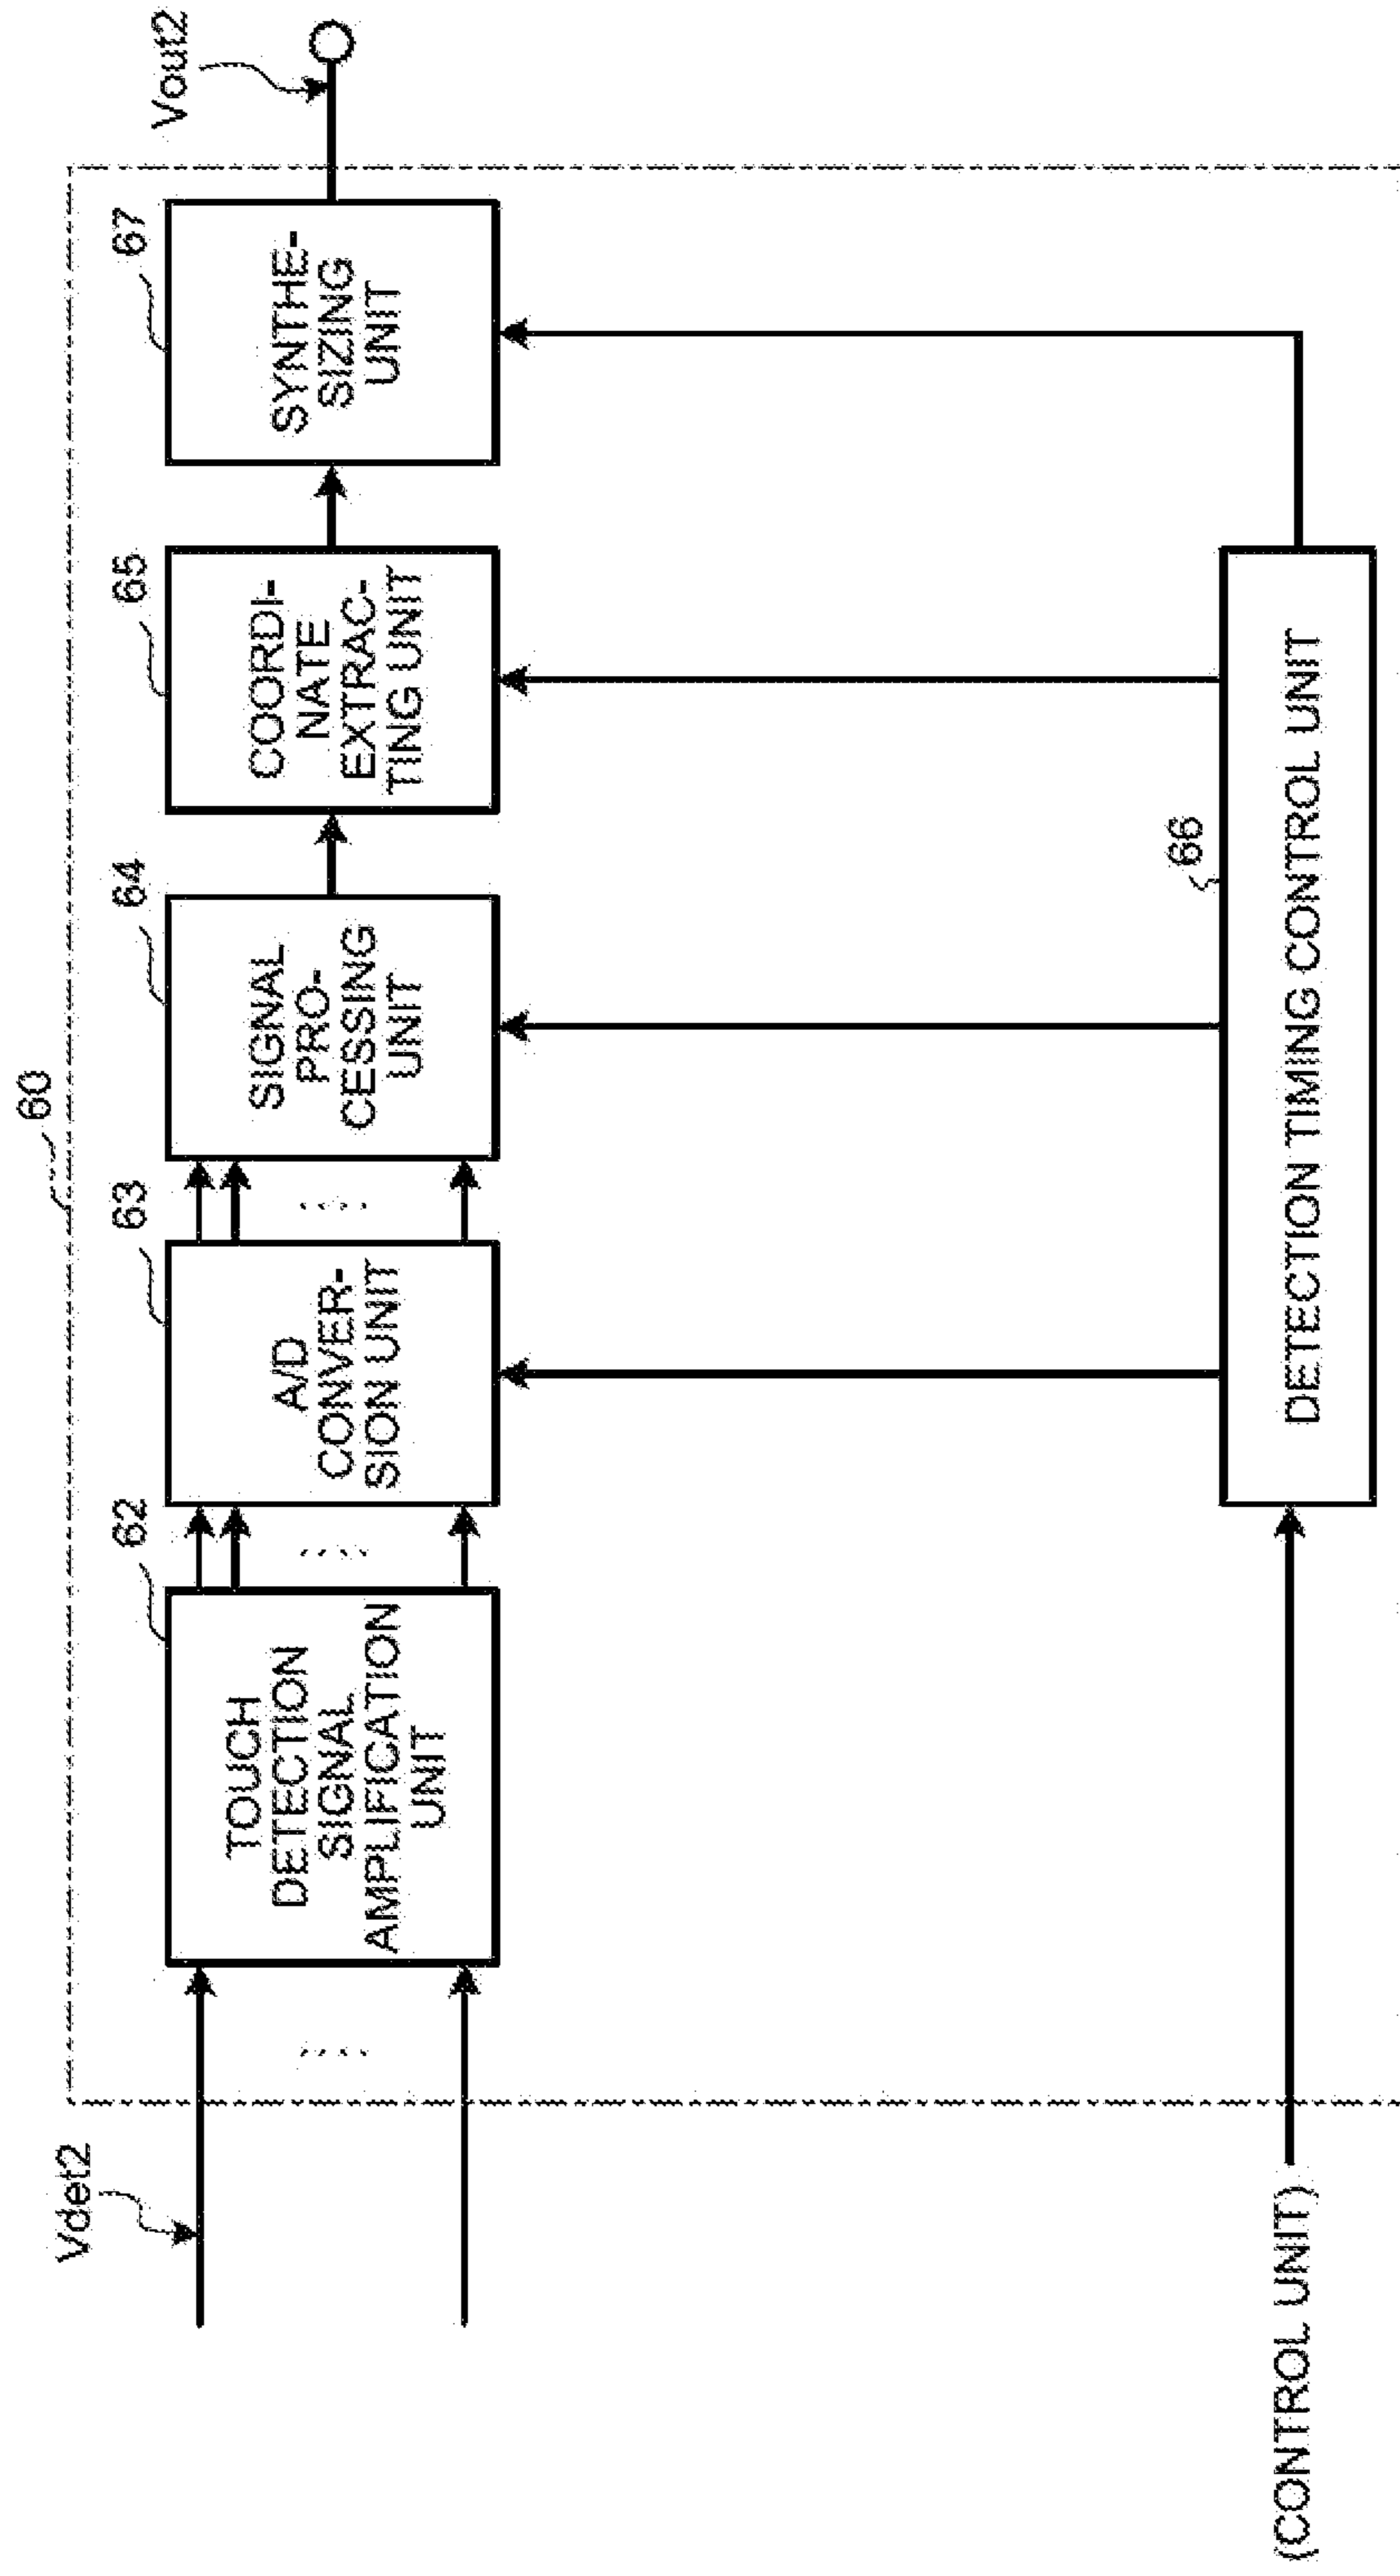 60
Vdet2
62
TOUCH
DETECTION
SIGNAL
AMPLIFICATION
UNIT
63
A/D
CONVER-
SION UNIT
64
SIGNAL
PRO-
CESSING
UNIT
65
COORDI-
NATE
EXTRAC-
TING UNIT
67
SYNTHE-
SIZING
UNIT
Vout2
66
DETECTION TIMING CONTROL UNIT
(CONTROL UNIT)